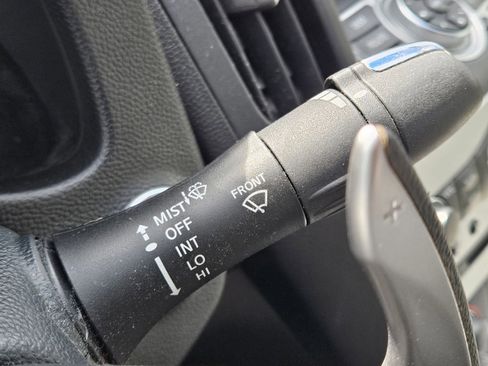 MIST
OFF
INT
LO
HI
FRONT
+